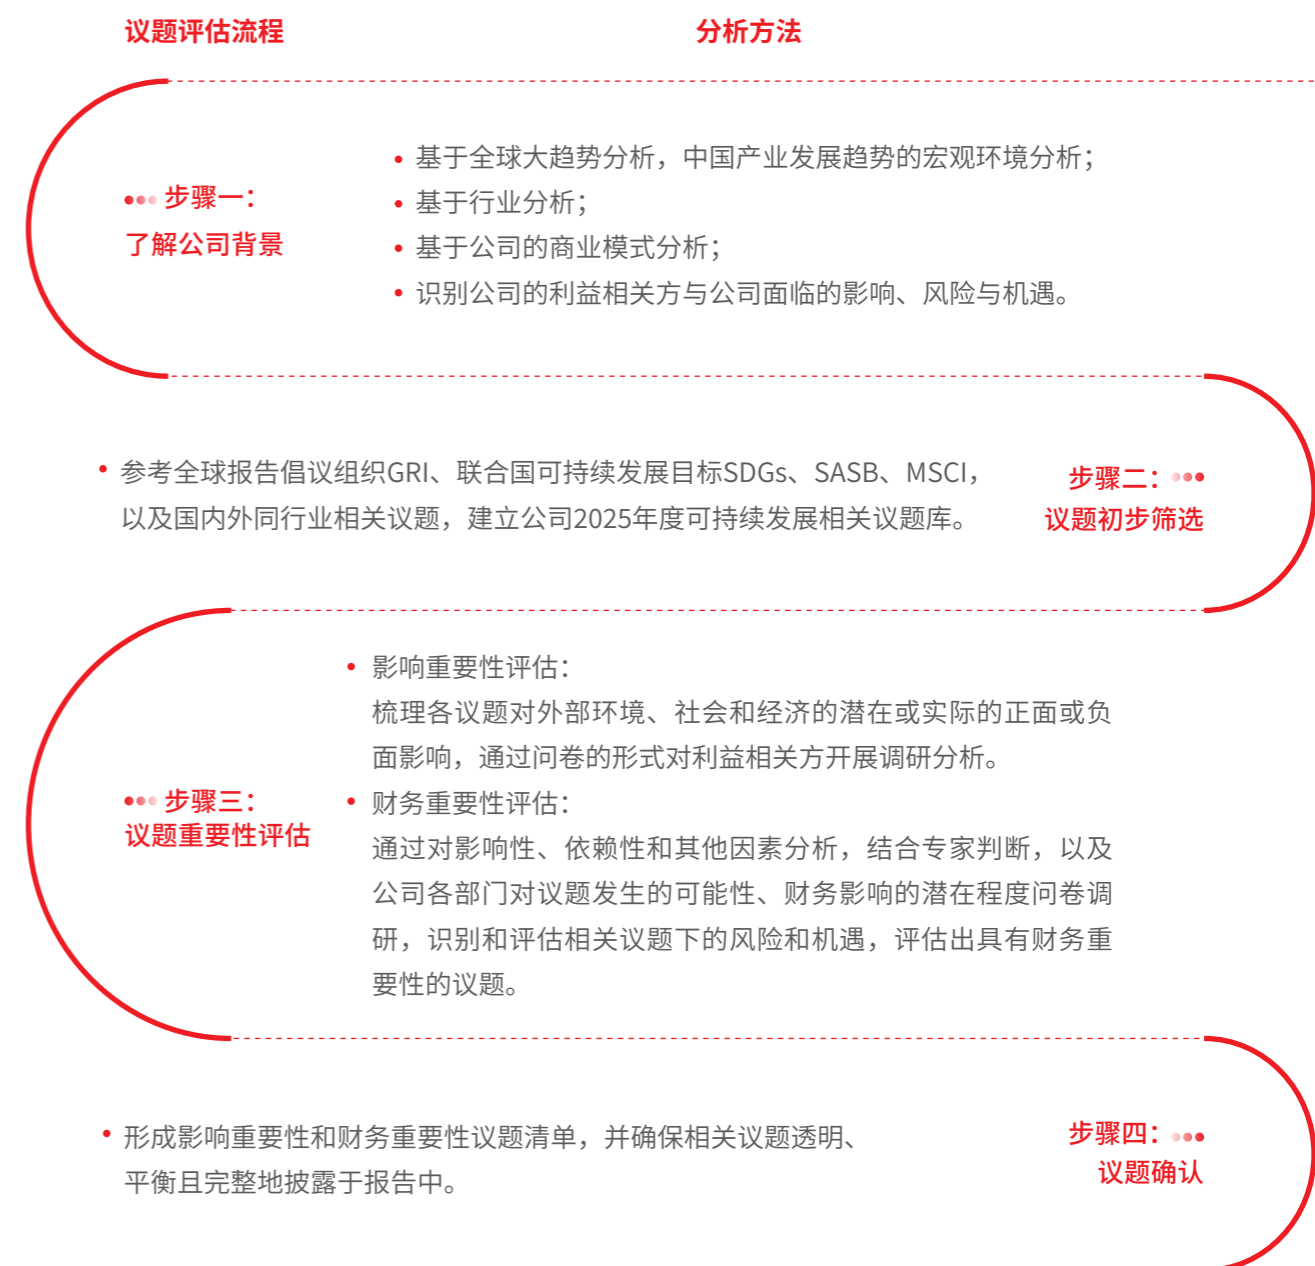 议题评估流程
分析方法
步骤一：
了解公司背景
• 基于全球大趋势分析，中国产业发展趋势的宏观环境分析；
• 基于行业分析；
• 基于公司的商业模式分析；
• 识别公司的利益相关方与公司面临的影响、风险与机遇。
• 参考全球报告倡议组织GRI、联合国可持续发展目标SDGs、SASB、MSCI，
以及国内外同行业相关议题，建立公司2025年度可持续发展相关议题库。
步骤二：
议题初步筛选
步骤三：
议题重要性评估
• 影响重要性评估：
梳理各议题对外部环境、社会和经济的潜在或实际的正面或负
面影响，通过问卷的形式对利益相关方开展调研分析。
• 财务重要性评估：
通过对影响性、依赖性和其他因素分析，结合专家判断，以及
公司各部门对议题发生的可能性、财务影响的潜在程度问卷调
研，识别和评估相关议题下的风险和机遇，评估出具有财务重
要性的议题。
• 形成影响重要性和财务重要性议题清单，并确保相关议题透明、
平衡且完整地披露于报告中。
步骤四：
议题确认